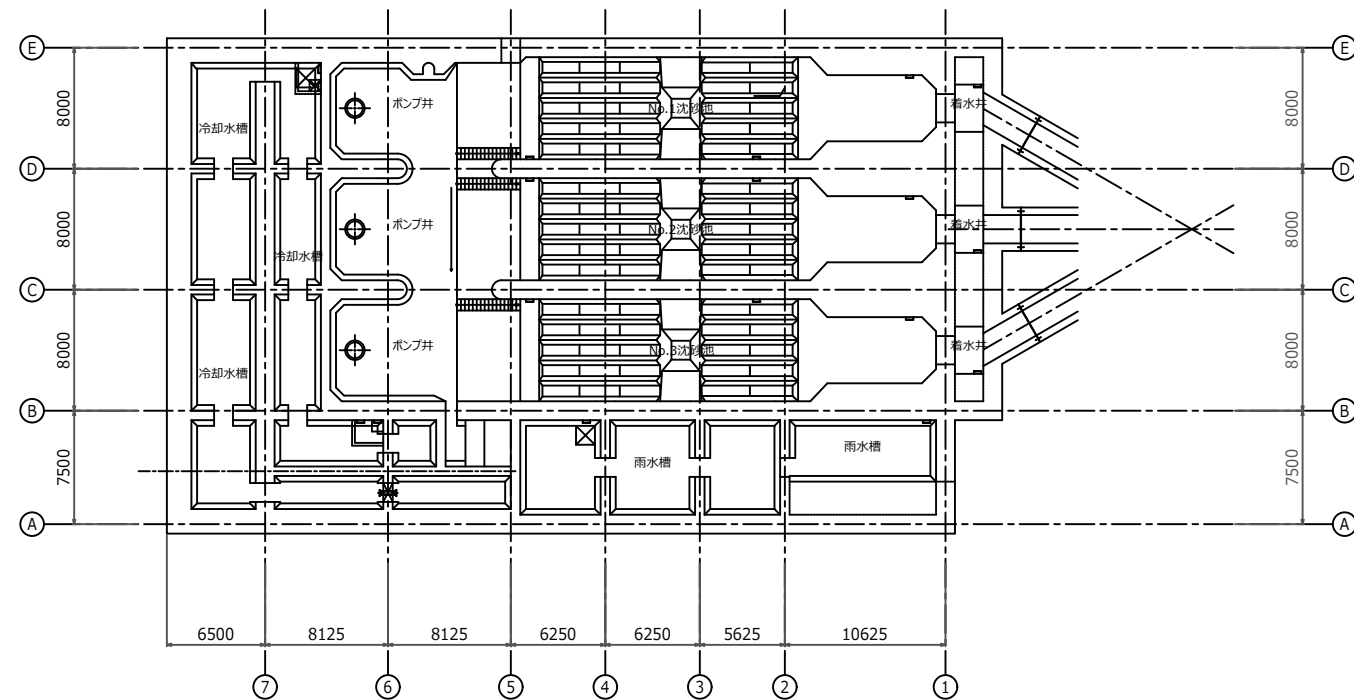 E
E
8000
ポンプ井
No.1沈砂池
着水井
8000
冷却水槽
D
D
8000
ポンプ井
No.2沈砂池
着水井
8000
冷却水槽
C
C
8000
ポンプ井
No.3沈砂池
着水井
8000
冷却水槽
B
B
7500
雨水槽
雨水槽
7500
A
A
6500
8125
8125
6250
6250
5625
10625
7
6
5
4
3
2
1